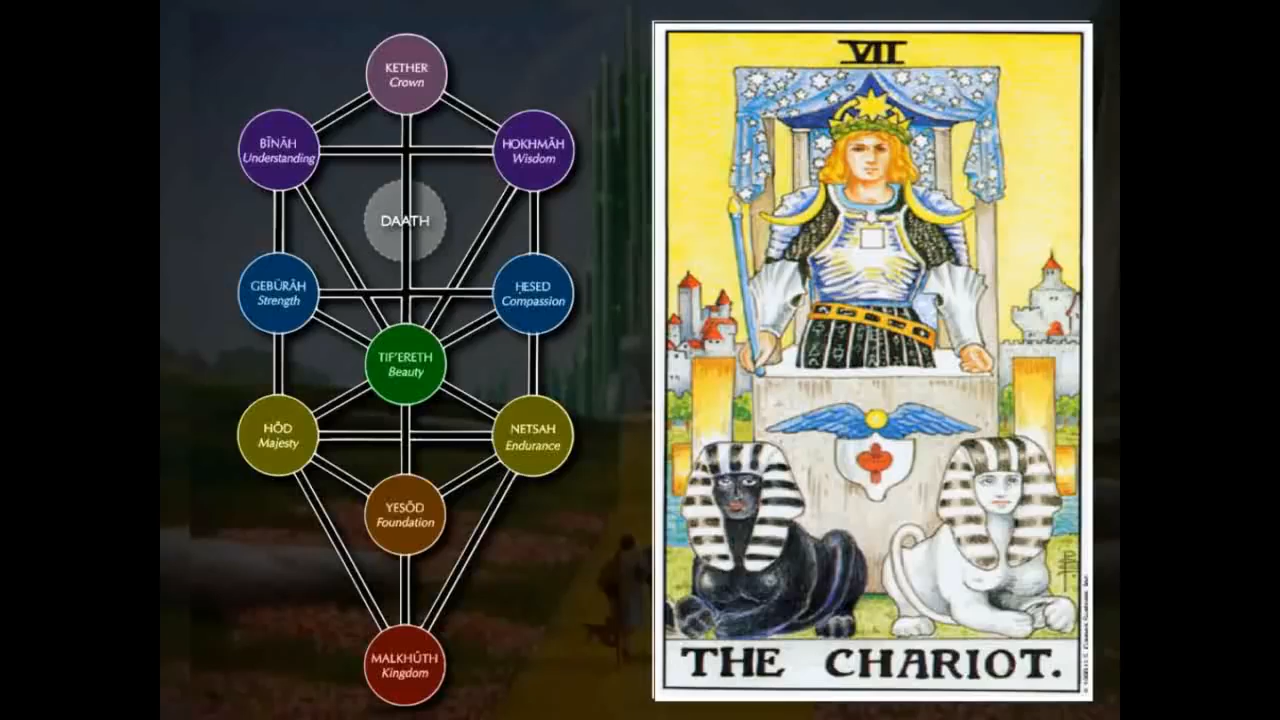 KETHER
Crown
BĪNĀH
Understanding
HOKHMĀH
Wisdom
DAATH
GEBŪRĀH
Strength
ḤESED
Compassion
TIF'ERETH
Beauty
HŌD
Majesty
NETSAH
Endurance
YESŌD
Foundation
MALKHŪTH
Kingdom
VII
THE CHARIOT.